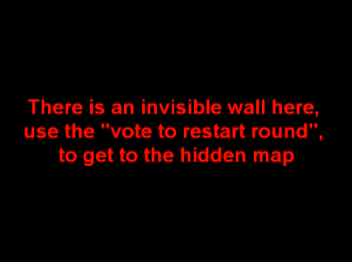 There is an invisible wall here,
use the "vote to restart round",
to get to the hidden map